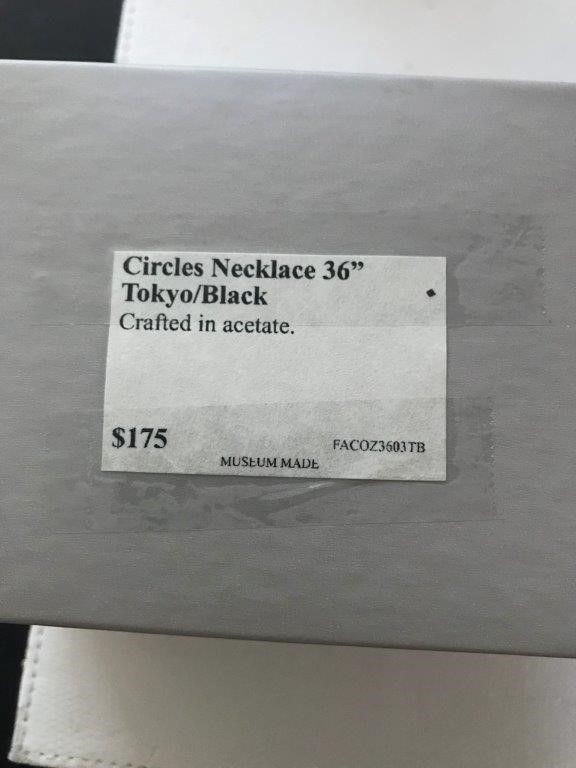 Circles Necklace 36”
Tokyo/Black
Crafted in acetate.
$175
FACOZ3603TB
MUSEUM MADE